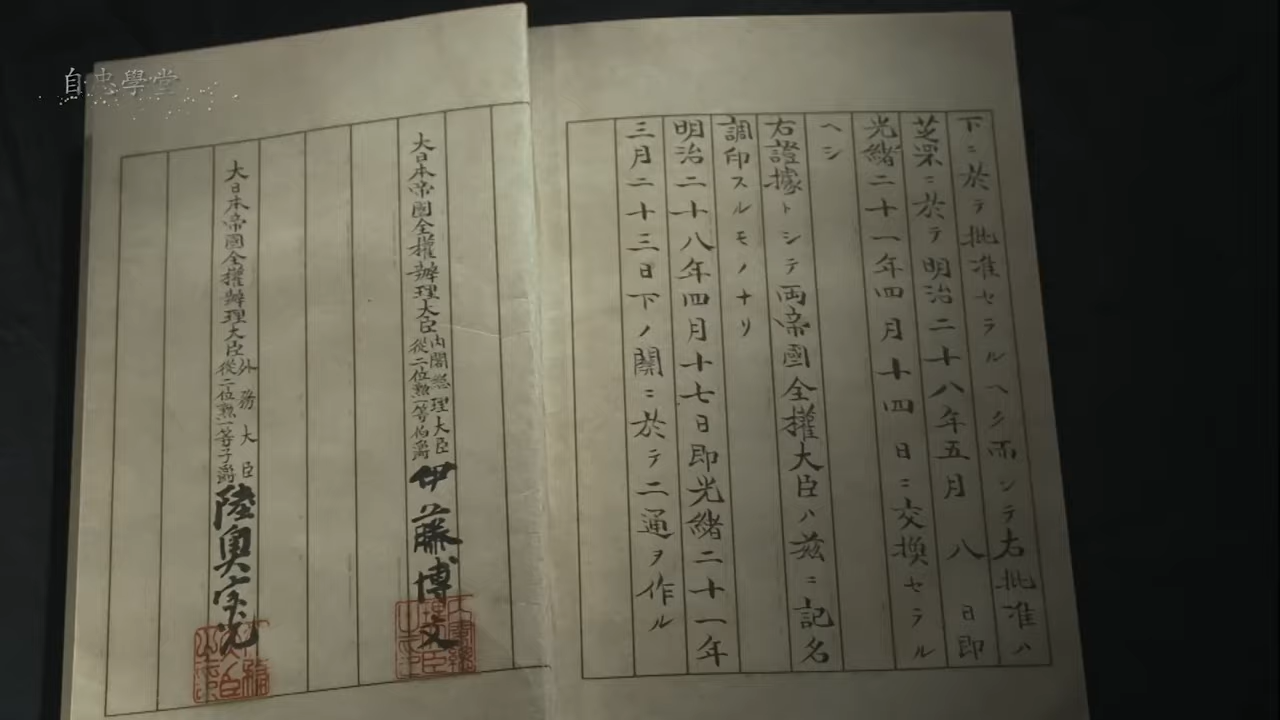 自忠學堂
下ニ於テ批准セラルヘク而シテ右批准ハ
芝罘ニ於テ明治二十八年五月八日即
光緒二十一年四月十四日ニ交換セラル
ヘシ
右證據トシテ両帝國全權大臣ハ茲ニ記名
調印スルモノナリ
明治二十八年四月十七日即光緒二十一年
三月二十三日下ノ關ニ於テ二通ヲ作ル
大日本帝國全權辦理大臣內閣總理大臣從二位勲一等伯爵伊藤博文
大日本帝國全權辦理大臣外務大臣從二位勲一等子爵陸奥宗光